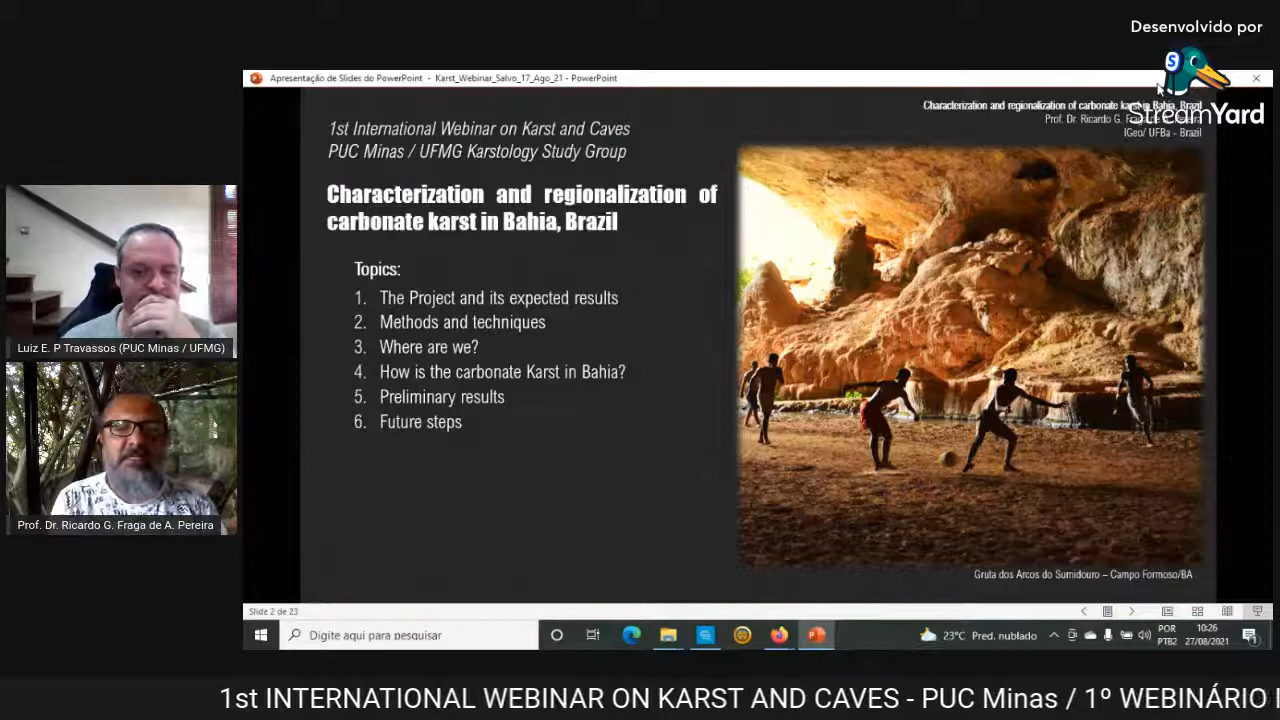 Desenvolvido por
S
StreamYard
Apresentação de Slides do PowerPoint - Karst_Webinar_Salvo_17_Ago_21 - PowerPoint
Characterization and regionalization of carbonate karst in Bahia, Brazil
Prof. Dr. Ricardo G. Fraga de A. Pereira
IGeo/ UFBa – Brazil
1st International Webinar on Karst and Caves
PUC Minas / UFMG Karstology Study Group
Characterization and regionalization of
carbonate karst in Bahia, Brazil
Topics:
1. The Project and its expected results
2. Methods and techniques
3. Where are we?
4. How is the carbonate Karst in Bahia?
5. Preliminary results
6. Future steps
Gruta dos Arcos do Sumidouro – Campo Formoso/BA
Luiz E. P Travassos (PUC Minas / UFMG)
Prof. Dr. Ricardo G. Fraga de A. Pereira
Slide 2 de 23
Digite aqui para pesquisar
23°C Pred. nublado
POR
PTB2
10:26
27/08/2021
1st INTERNATIONAL WEBINAR ON KARST AND CAVES - PUC Minas / 1º WEBINÁRIO